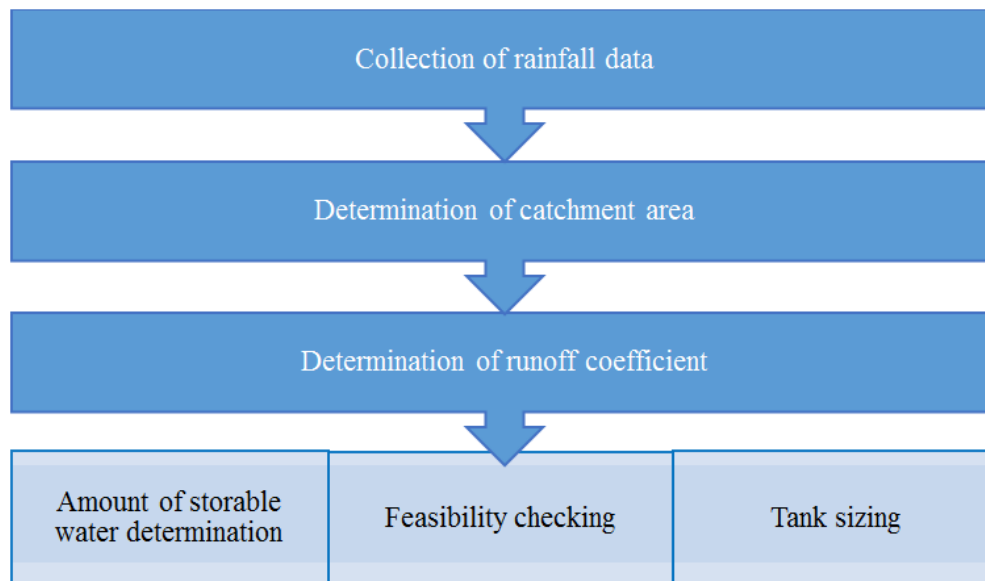 Collection of rainfall data
Determination of catchment area
Determination of runoff coefficient
Amount of storable
water determination
Feasibility checking
Tank sizing